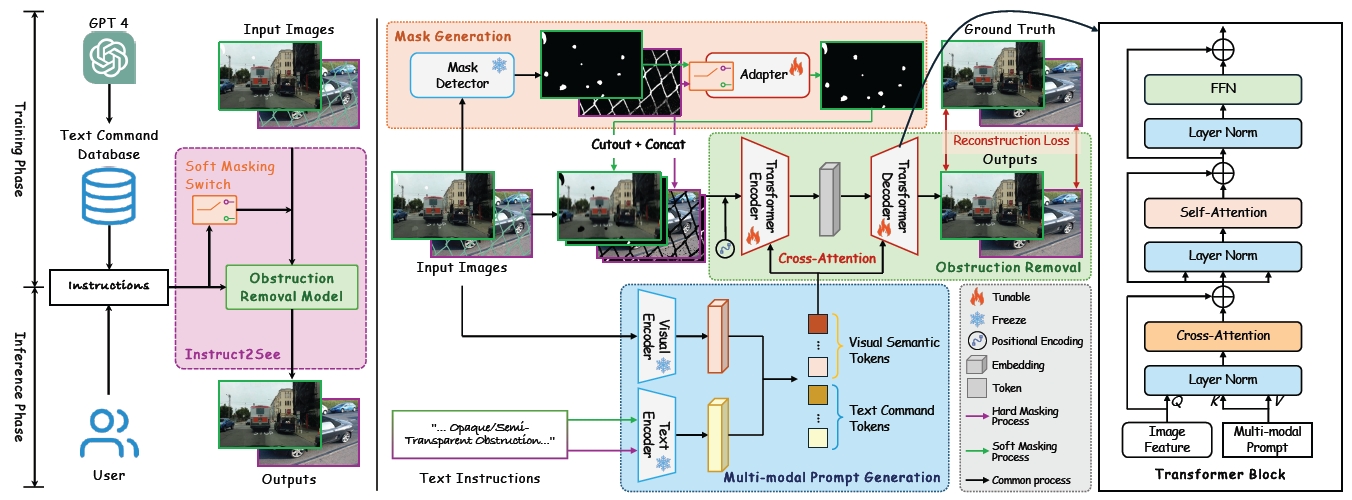 Training Phase
Inference Phase
GPT 4
Text Command
Database
Instructions
User
Input Images
Soft Masking
Switch
Obstruction
Removal Model
Instruct2See
Outputs
Mask Generation
Mask
Detector
Adapter
Cutout + Concat
Input Images
Text Instructions
"... Opaque/Semi-
Transparent Obstruction..."
Transformer
Encoder
Transformer
Decoder
Cross-Attention
Obstruction Removal
Ground Truth
Reconstruction Loss
Outputs
Visual
Encoder
Text
Encoder
...
Visual Semantic
Tokens
...
Text Command
Tokens
Multi-modal Prompt Generation
Tunable
Freeze
Positional Encoding
Embedding
Token
Hard Masking
Process
Soft Masking
Process
Common process
FFN
Layer Norm
Self-Attention
Layer Norm
Cross-Attention
Layer Norm
Q
K
V
Image
Feature
Multi-modal
Prompt
Transformer Block